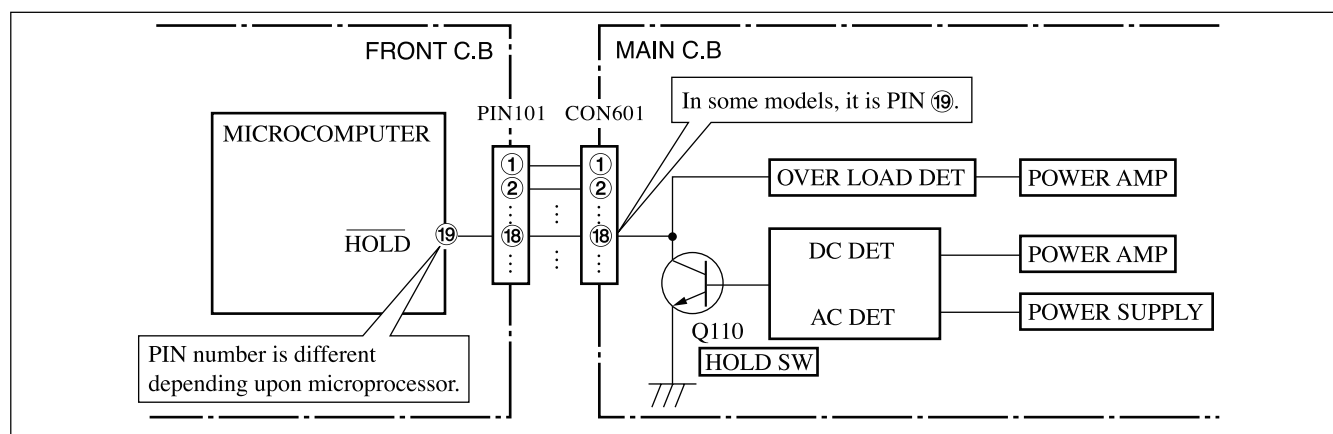 FRONT C.B
MAIN C.B
In some models, it is PIN ⑲.
PIN101
CON601
MICROCOMPUTER
①
①
②
②
OVER LOAD DET
POWER AMP
HOLD
⑲
⑱
⑱
DC DET
POWER AMP
AC DET
POWER SUPPLY
Q110
HOLD SW
PIN number is different
depending upon microprocessor.